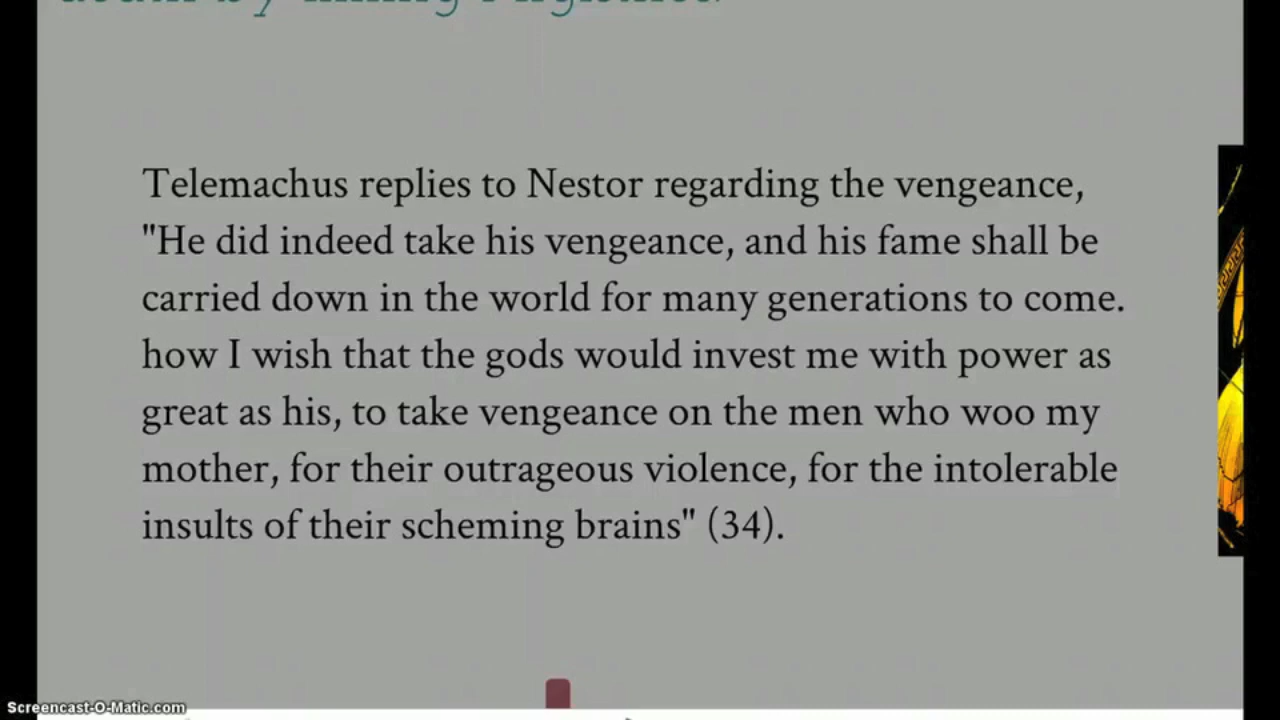 Telemachus replies to Nestor regarding the vengeance,
"He did indeed take his vengeance, and his fame shall be
carried down in the world for many generations to come.
how I wish that the gods would invest me with power as
great as his, to take vengeance on the men who woo my
mother, for their outrageous violence, for the intolerable
insults of their scheming brains" (34).
Screencast-O-Matic.com